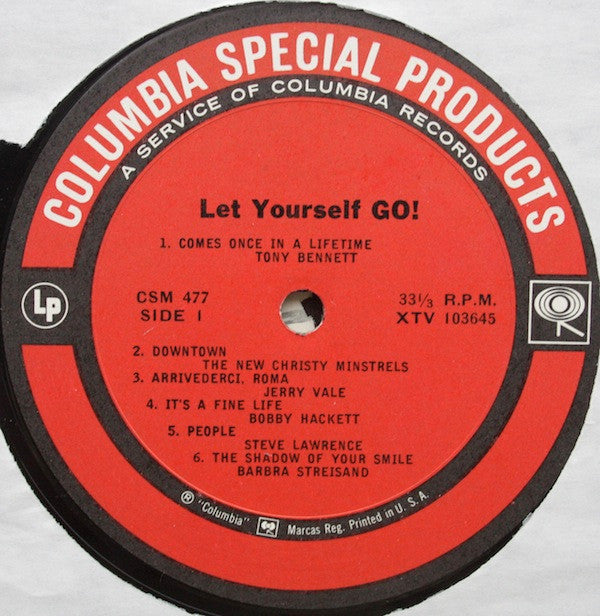 COLUMBIA SPECIAL PRODUCTS
A SERVICE OF COLUMBIA RECORDS
Let Yourself GO!
1. COMES ONCE IN A LIFETIME
TONY BENNETT
Lp
CSM 477
33⅓ R.P.M.
SIDE 1
XTV 103645
2. DOWNTOWN
THE NEW CHRISTY MINSTRELS
3. ARRIVEDERCI, ROMA
JERRY VALE
4. IT'S A FINE LIFE
BOBBY HACKETT
5. PEOPLE
STEVE LAWRENCE
6. THE SHADOW OF YOUR SMILE
BARBRA STREISAND
® "Columbia" Marcas Reg. Printed in U. S. A.